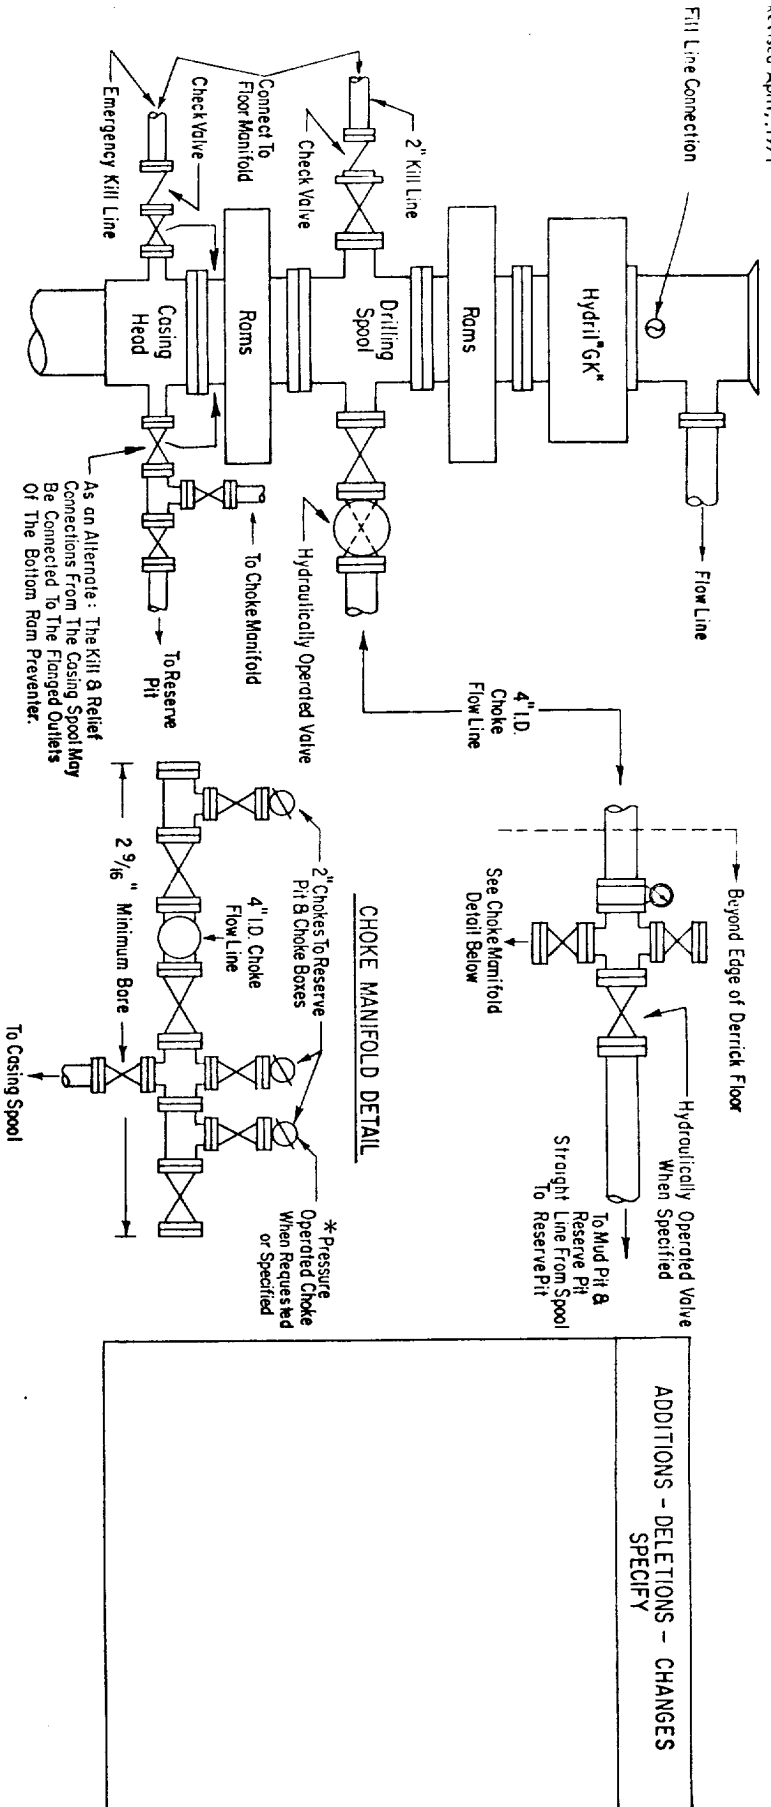 Fill Line Connection
Flow Line
Hydril "GK"
Rams
2" Kill Line
Check Valve
Drilling
Spool
Hydraulically Operated Valve
Connect To
Floor Manifold
Rams
Check Valve
Emergency Kill Line
Casing
Head
To Choke Manifold
To Reserve
Pit
As an Alternate: The Kill & Relief
Connections From The Casing Spool May
Be Connected To The Flanged Outlets
Of The Bottom Ram Preventer.
4" I.D.
Choke
Flow Line
Beyond Edge of Derrick Floor
See Choke Manifold
Detail Below
Hydraulically Operated Valve
When Specified
To Mud Pit &
Reserve Pit
Straight Line From Spool
To Reserve Pit
CHOKE MANIFOLD DETAIL
2" Chokes To Reserve
Pit & Choke Boxes
4" I.D. Choke
Flow Line
* Pressure
Operated Choke
When Requested
or Specified
2 9/16" Minimum Bore
To Casing Spool
ADDITIONS - DELETIONS - CHANGES
SPECIFY